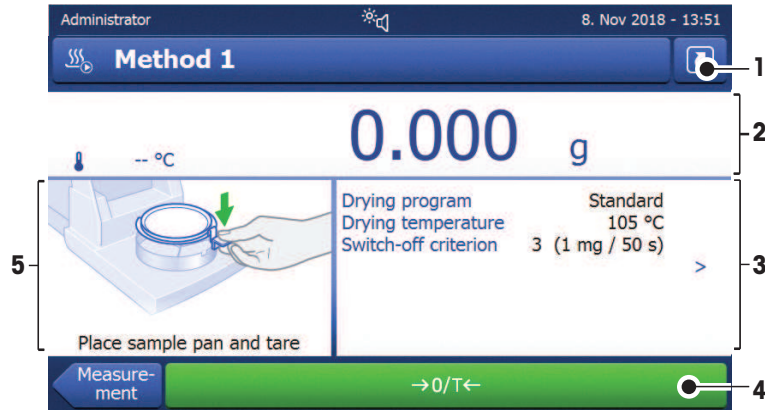 Administrator
8. Nov 2018 - 13:51
Method 1
1
0.000 g
2
-- °C
Drying program Standard
Drying temperature 105 °C
Switch-off criterion 3 (1 mg / 50 s)
>
3
5
Place sample pan and tare
Measure-
ment
→0/T←
4